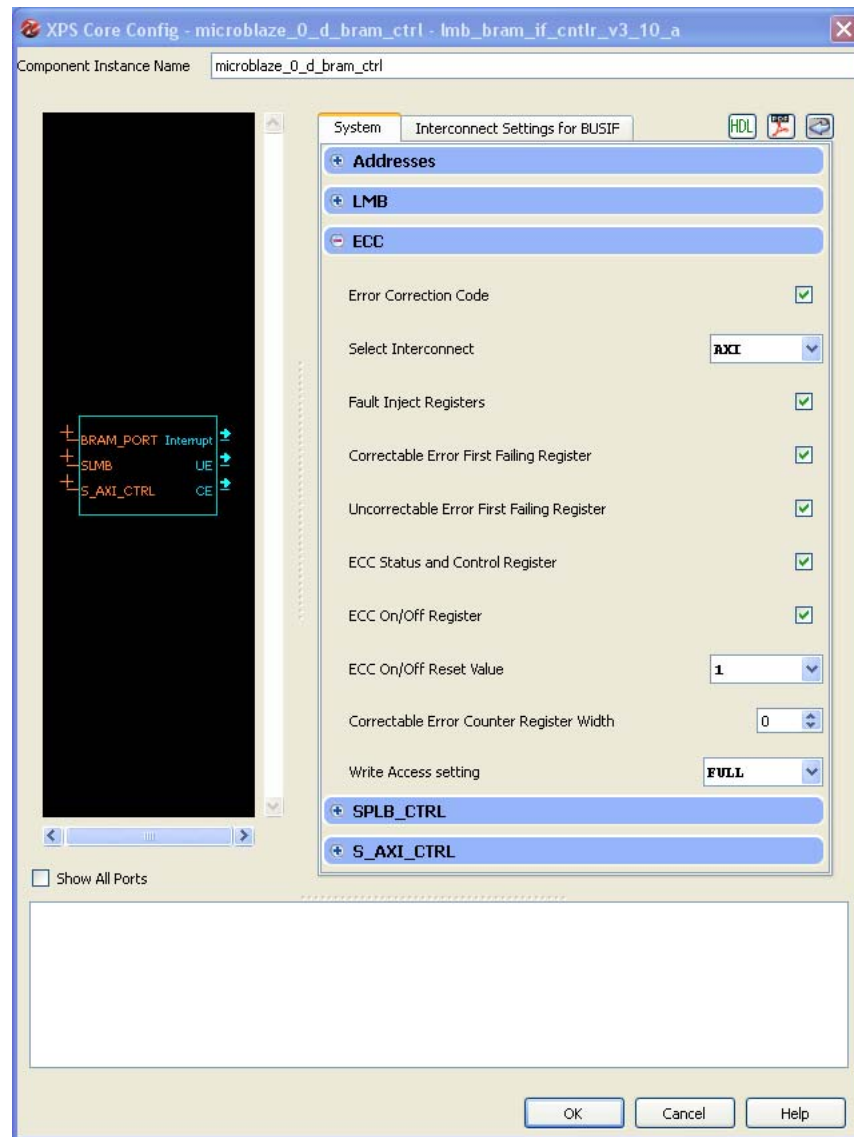 XPS Core Config - microblaze_0_d_bram_ctrl - lmb_bram_if_cntlr_v3_10_a
Component Instance Name microblaze_0_d_bram_ctrl
System Interconnect Settings for BUSIF HDL
Addresses
LMB
ECC
Error Correction Code
Select Interconnect AXI
Fault Inject Registers
Correctable Error First Failing Register
Uncorrectable Error First Failing Register
ECC Status and Control Register
ECC On/Off Register
ECC On/Off Reset Value 1
Correctable Error Counter Register Width 0
Write Access setting FULL
SPLB_CTRL
S_AXI_CTRL
BRAM_PORT Interrupt
SLMB UE
S_AXI_CTRL CE
Show All Ports
OK Cancel Help